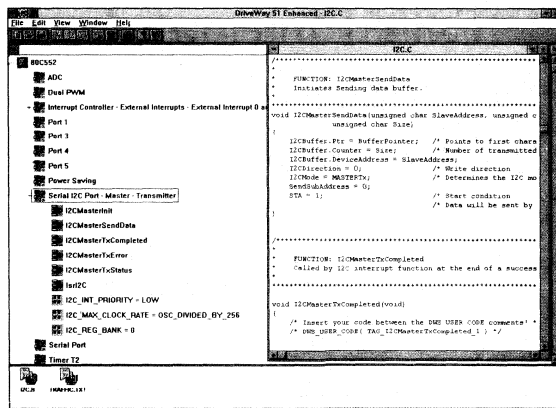 DriveWay 51 Enhanced - I2C.C
File Edit View Window Help
80C552
ADC
Dual PWM
Interrupt Controller - External Interrupts - External Interrupt 0 a
Port 1
Port 3
Port 4
Port 5
Power Saving
Serial I2C Port - Master - Transmitter
I2CMasterInit
I2CMasterSendData
I2CMasterTxCompleted
I2CMasterTxError
I2CMasterTxStatus
IsrI2C
I2C_INT_PRIORITY = LOW
I2C_MAX_CLOCK_RATE = OSC_DIVIDED_BY_256
I2C_REG_BANK = 0
Serial Port
Timer T2
I2C.C
/************************************************
*
* FUNCTION: I2CMasterSendData
* Initiates Sending data buffer.
*
************************************************
void I2CMasterSendData(unsigned char SlaveAddress, unsigned c
unsigned char Size)
{
I2CBuffer.Ptr = BufferPointer; /* Points to first chara
I2CBuffer.Counter = Size; /* Number of transmitted
I2CBuffer.DeviceAddress = SlaveAddress;
I2CDirection = 0; /* Write direction
I2CMode = MASTERTx; /* Determines the I2C mo
SendSubAddress = 0;
STA = 1; /* Start condition
/* Data will be sent by
}
/************************************************
*
* FUNCTION: I2CMasterTxCompleted
* Called by I2C interrupt function at the end of a success
*
************************************************
void I2CMasterTxCompleted(void)
{
/* Insert your code between the DWS USER CODE comments! *
/* DWS_USER_CODE( TAG_I2CMasterTxCompleted_1 ) */
I2C.H
TRAFFIC.TXT